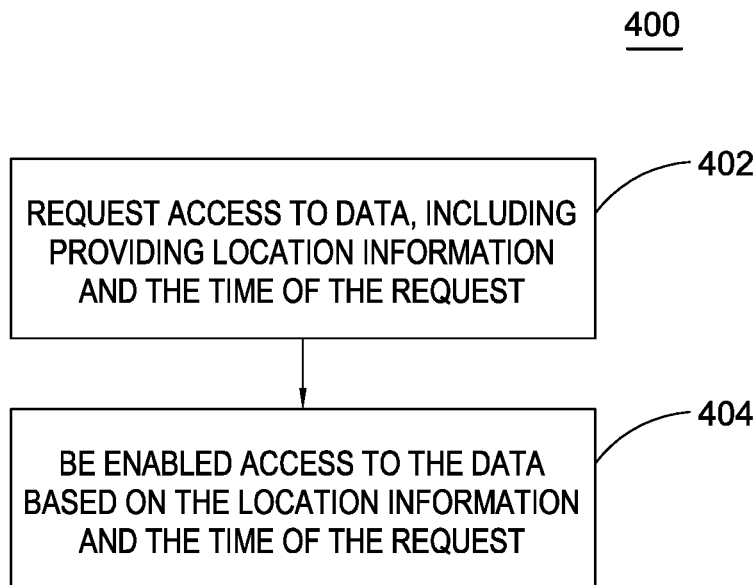 400
402
REQUEST ACCESS TO DATA, INCLUDING
PROVIDING LOCATION INFORMATION
AND THE TIME OF THE REQUEST
404
BE ENABLED ACCESS TO THE DATA
BASED ON THE LOCATION INFORMATION
AND THE TIME OF THE REQUEST